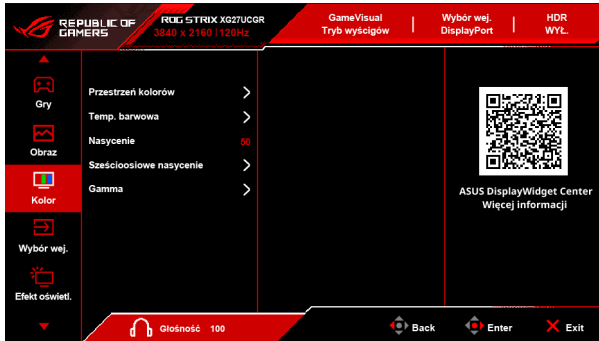 REPUBLIC OF
GAMERS
ROG STRIX XG27UCGR
3840 x 2160 | 120Hz
GameVisual
Tryb wyścigów
Wybór wej.
DisplayPort
HDR
WYŁ.
Gry
Obraz
Kolor
Wybór wej.
Efekt oświetl.
Przestrzeń kolorów
Temp. barwowa
Nasycenie 50
Sześcioosiowe nasycenie
Gamma
ASUS DisplayWidget Center
Więcej informacji
Głośność 100
Back
Enter
Exit